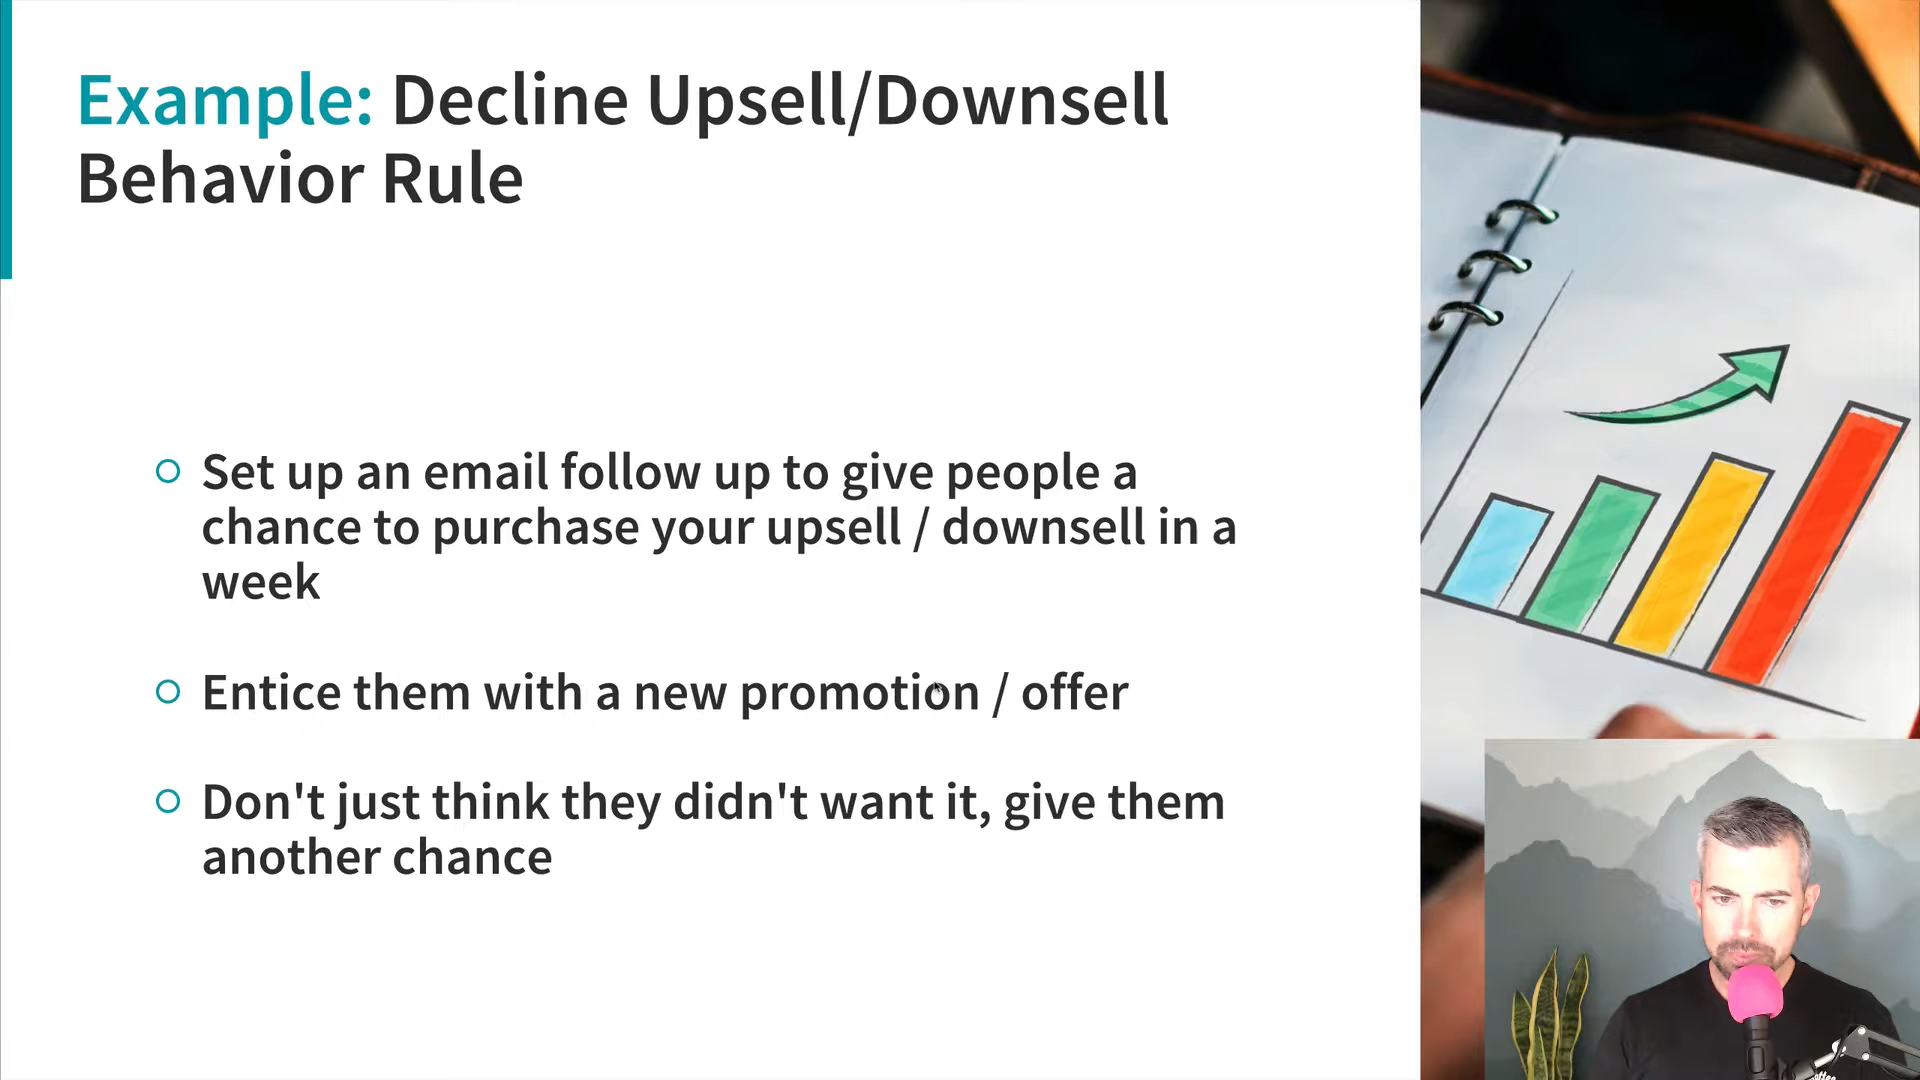 Example: Decline Upsell/Downsell
Behavior Rule
Set up an email follow up to give people a
chance to purchase your upsell / downsell in a
week
Entice them with a new promotion / offer
Don't just think they didn't want it, give them
another chance